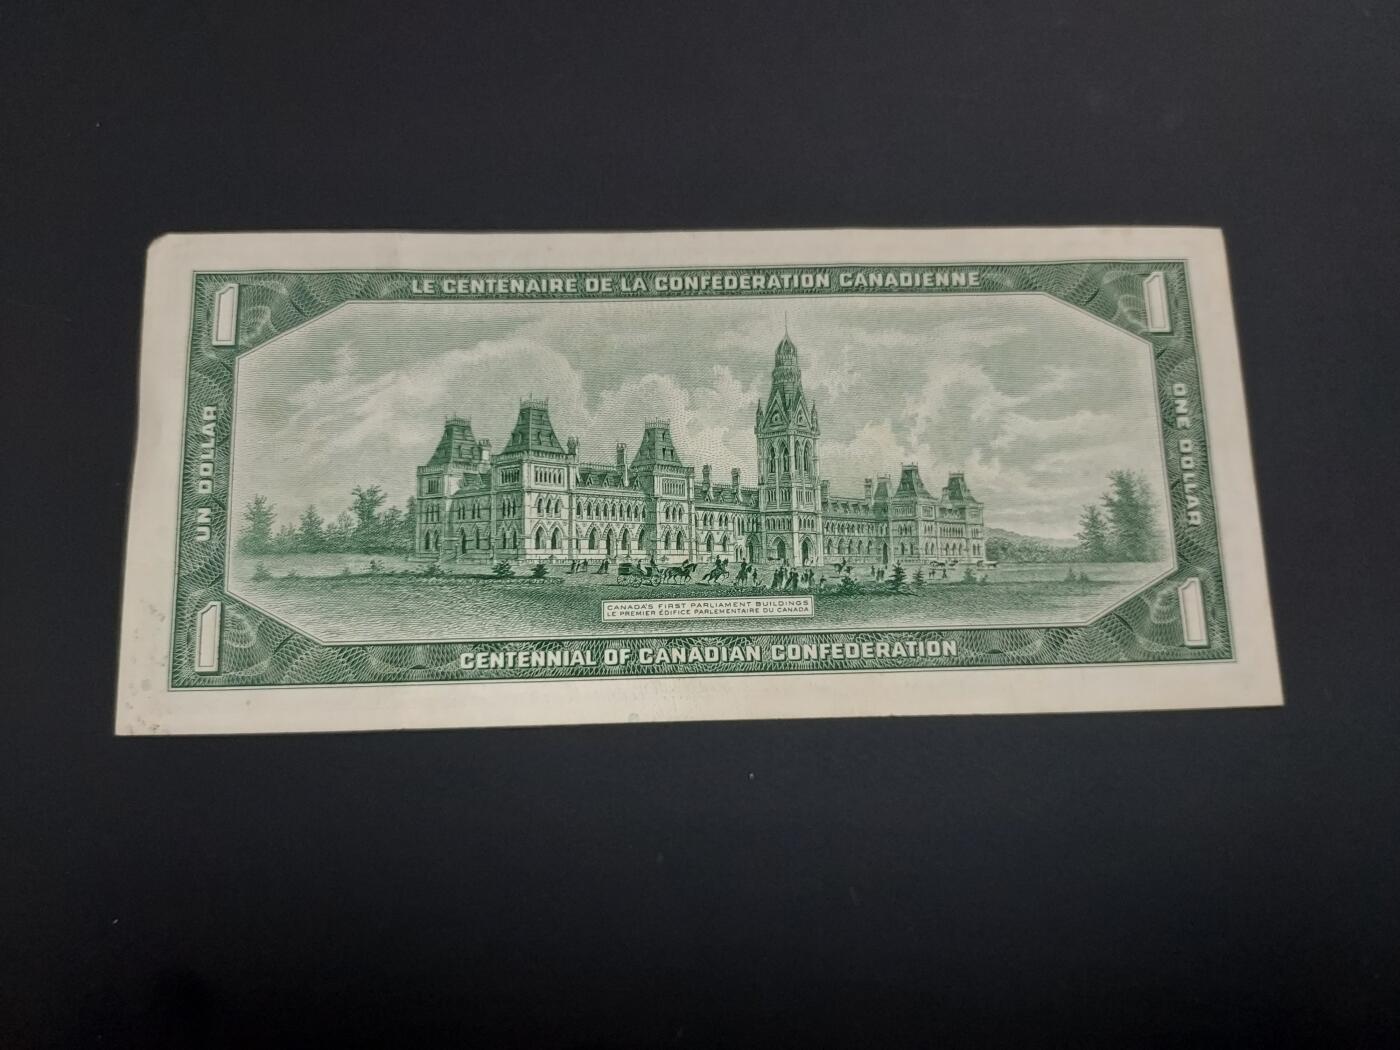 LE CENTENAIRE DE LA CONFEDERATION CANADIENNE
1
1
UN DOLLAR
ONE DOLLAR
CANADA'S FIRST PARLIAMENT BUILDINGS
LE PREMIER ÉDIFICE PARLEMENTAIRE DU CANADA
1
1
CENTENNIAL OF CANADIAN CONFEDERATION